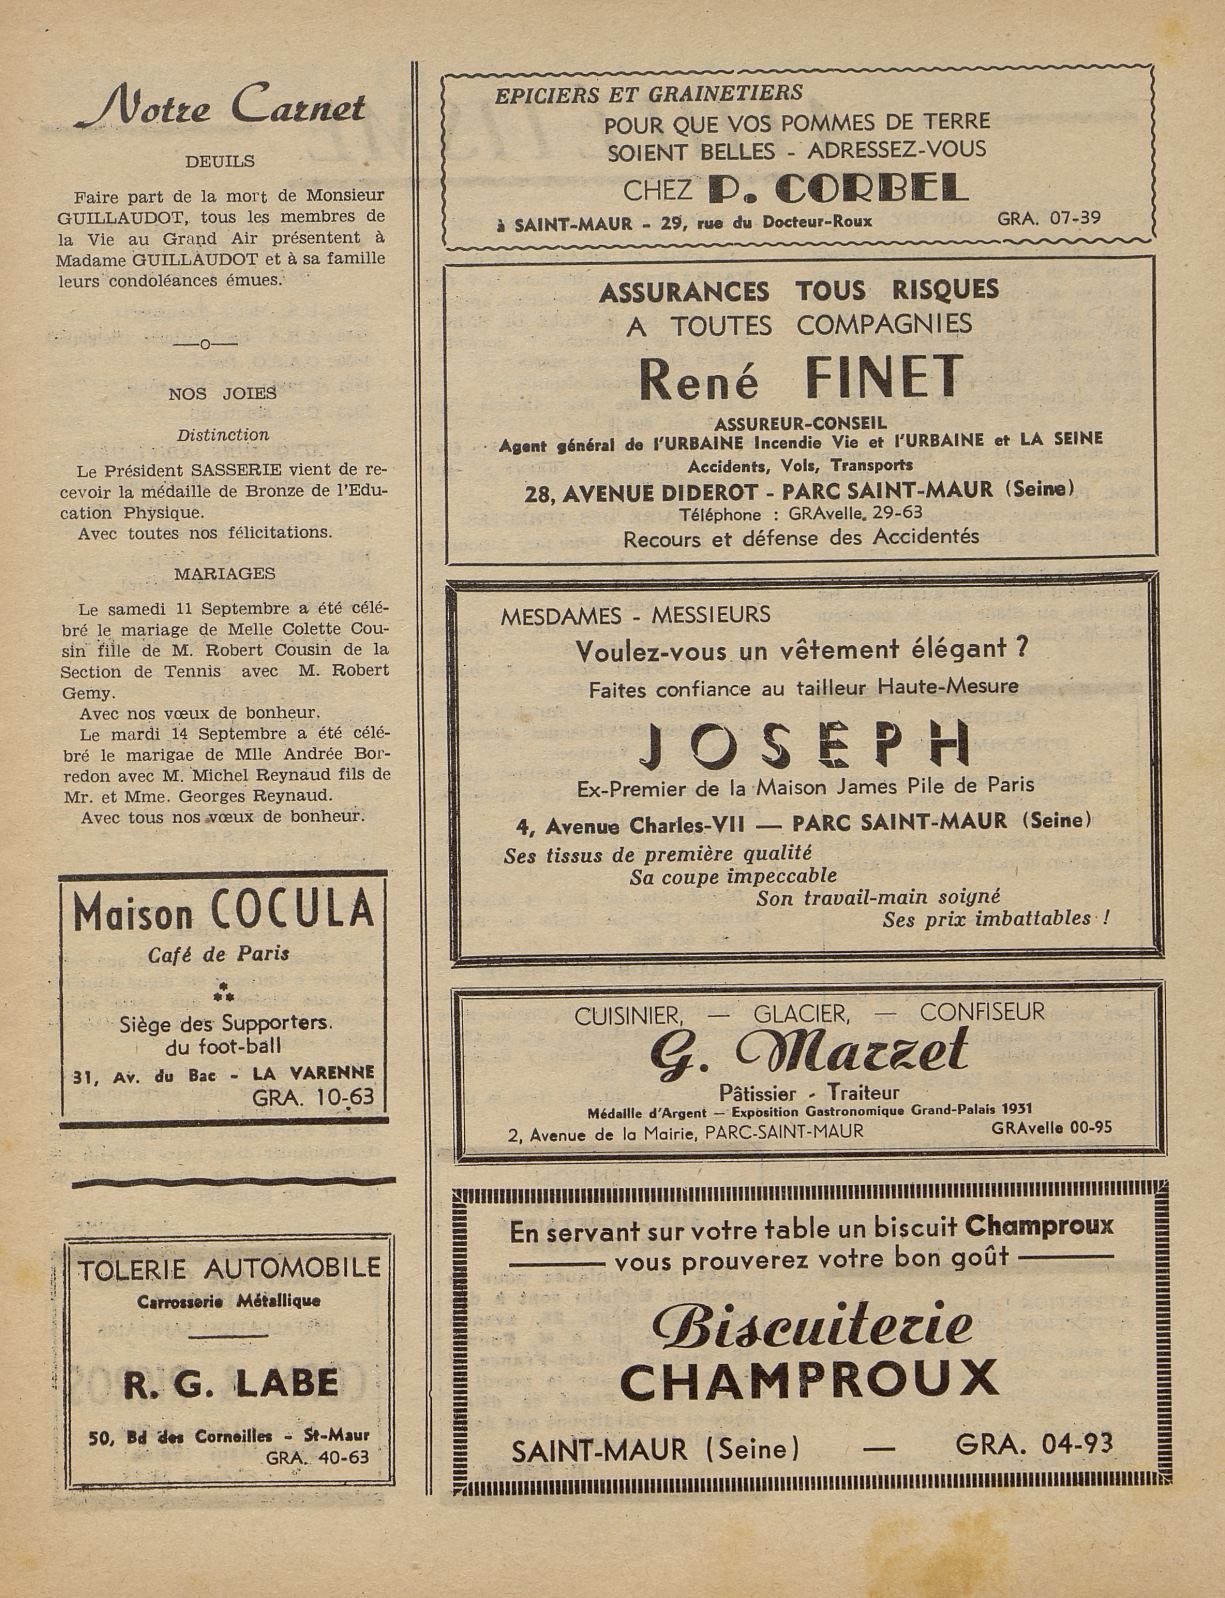 Notre Carnet
DEUILS
Faire part de la mort de Monsieur
GUILLAUDOT, tous les membres de
la Vie au Grand Air présentent à
Madame GUILLAUDOT et à sa famille
leurs condoléances émues.
NOS JOIES
Distinction
Le Président SASSERIE vient de re-
cevoir la médaille de Bronze de l'Edu-
cation Physique.
Avec toutes nos félicitations.
MARIAGES
Le samedi 11 Septembre a été célé-
bré le mariage de Melle Colette Cou-
sin fille de M. Robert Cousin de la
Section de Tennis avec M. Robert
Gemy.
Avec nos vœux de bonheur.
Le mardi 14 Septembre a été célé-
bré le marigae de Mlle Andrée Bor-
redon avec M. Michel Reynaud fils de
Mr. et Mme. Georges Reynaud.
Avec tous nos vœux de bonheur.
Maison COCULA
Café de Paris
Siège des Supporters.
du foot-ball
31, Av. du Bac - LA VARENNE
GRA. 10-63
TOLERIE AUTOMOBILE
Carrosserie Métallique
R. G. LABE
50, Bd des Corneilles - St-Maur
GRA. 40-63
EPICIERS ET GRAINETIERS
POUR QUE VOS POMMES DE TERRE
SOIENT BELLES - ADRESSEZ-VOUS
CHEZ P. CORBEL
à SAINT-MAUR - 29, rue du Docteur-Roux GRA. 07-39
ASSURANCES TOUS RISQUES
A TOUTES COMPAGNIES
René FINET
ASSUREUR-CONSEIL
Agent général de l'URBAINE Incendie Vie et l'URBAINE et LA SEINE
Accidents, Vols, Transports
28, AVENUE DIDEROT - PARC SAINT-MAUR (Seine)
Téléphone : GRAvelle. 29-63
Recours et défense des Accidentés
MESDAMES - MESSIEURS
Voulez-vous un vêtement élégant ?
Faites confiance au tailleur Haute-Mesure
JOSEPH
Ex-Premier de la Maison James Pile de Paris
4, Avenue Charles-VII — PARC SAINT-MAUR (Seine)
Ses tissus de première qualité
Sa coupe impeccable
Son travail-main soigné
Ses prix imbattables !
CUISINIER, — GLACIER, — CONFISEUR
G. Marzet
Pâtissier - Traiteur
Médaille d'Argent — Exposition Gastronomique Grand-Palais 1931
2, Avenue de la Mairie, PARC-SAINT-MAUR GRAvelle 00-95
En servant sur votre table un biscuit Champroux
vous prouverez votre bon goût
Biscuiterie
CHAMPROUX
SAINT-MAUR (Seine) — GRA. 04-93